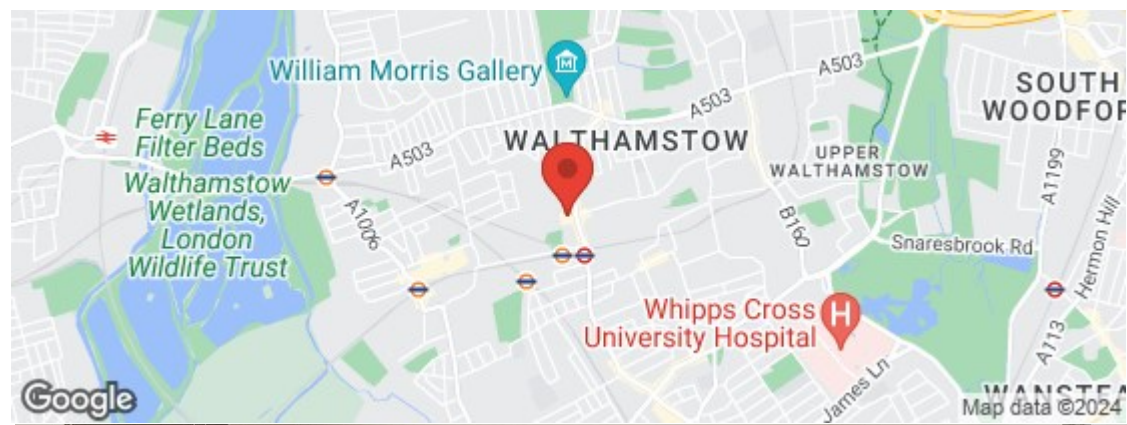 William Morris Gallery
M
A503
A503
SOUTH
WOODFOR
Ferry Lane
Filter Beds
WALTHAMSTOW
A503
UPPER
WALTHAMSTOW
A1199
Walthamstow
Wetlands,
London
Wildlife Trust
A1006
B160
Snaresbrook Rd
Hermon Hill
Whipps Cross
University Hospital
H
A113
James Ln
WANSTEA
Google
Map data ©2024